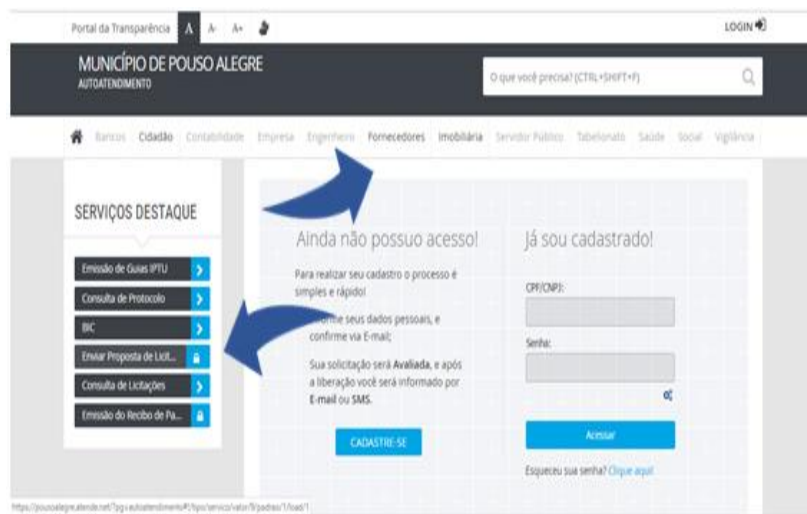 Portal da Transparência A A- A+
LOGIN
MUNICÍPIO DE POUSO ALEGRE
AUTOATENDIMENTO
O que você precisa? (CTRL+SHIFT+F)
Bancos Cidadão Contabilidade Empresa Engenheiro Fornecedores Imobiliária Servidor Público Tabelionato Saúde Social Vigilância
SERVIÇOS DESTAQUE
Emissão de Guias IPTU
Consulta de Protocolo
BIC
Enviar Proposta de Licit...
Consulta de Licitações
Emissão do Recibo de Pa...
Ainda não possuo acesso!
Para realizar seu cadastro o processo é
simples e rápido!
seus dados pessoais, e
confirme via E-mail;
Sua solicitação será Avaliada, e após
a liberação você será informado por
E-mail ou SMS.
CADASTRE-SE
Já sou cadastrado!
CPF/CNPJ:
Senha:
Acessar
Esqueceu sua senha? Clique aqui!